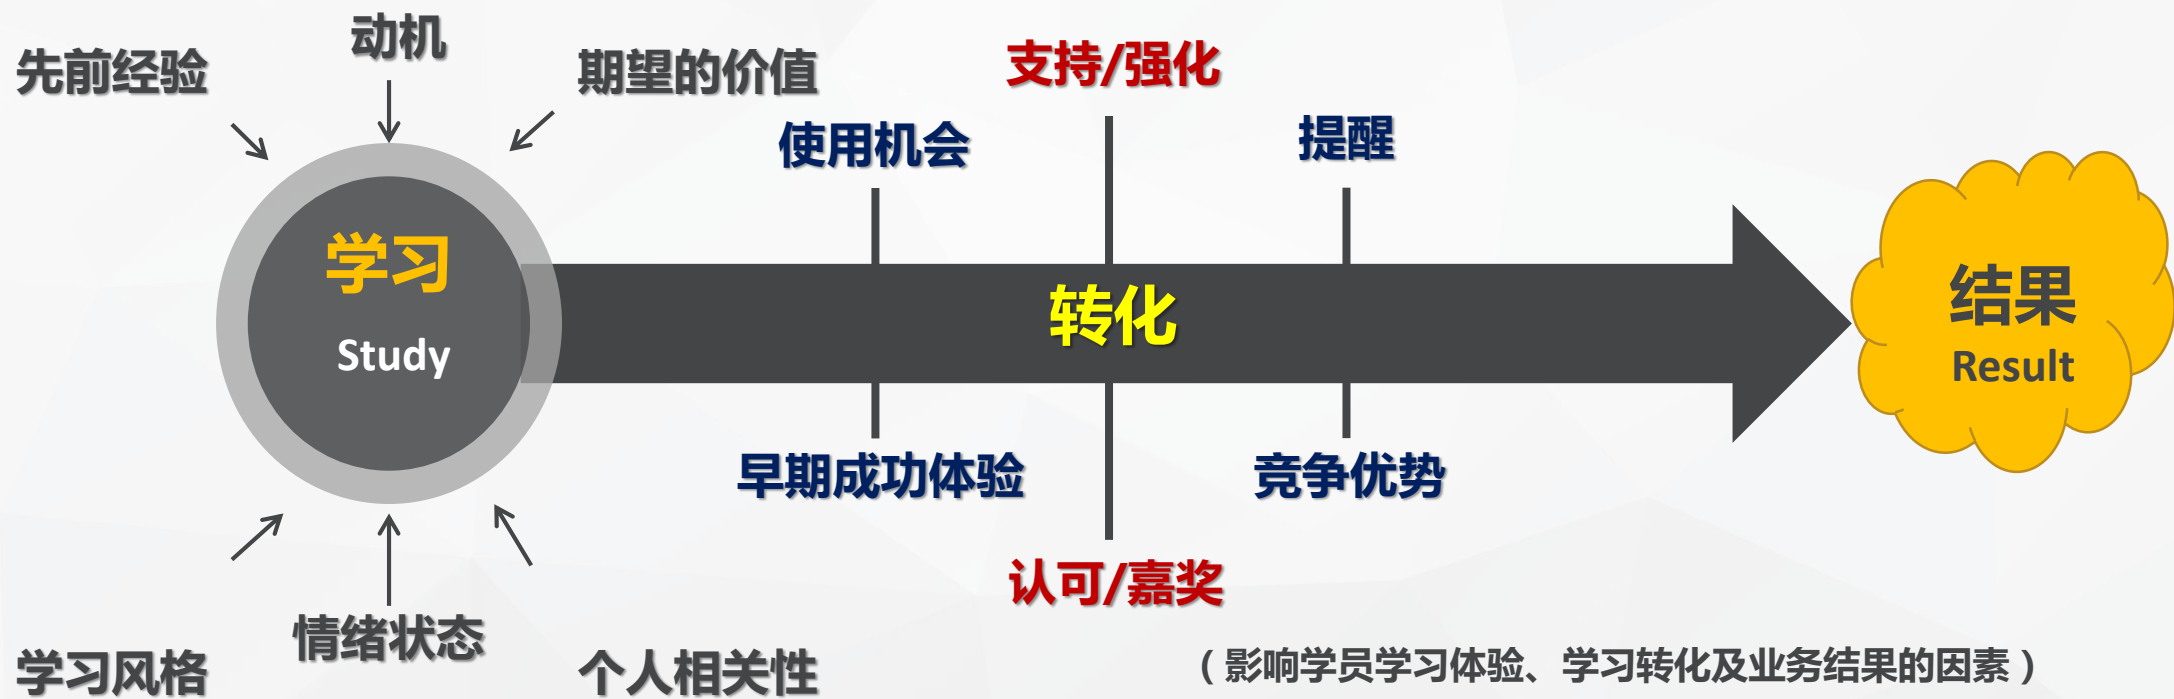 动机
先前经验
期望的价值
支持/强化
使用机会
提醒
学习
Study
转化
结果
Result
早期成功体验
竞争优势
认可/嘉奖
情绪状态
学习风格
个人相关性
（影响学员学习体验、学习转化及业务结果的因素）